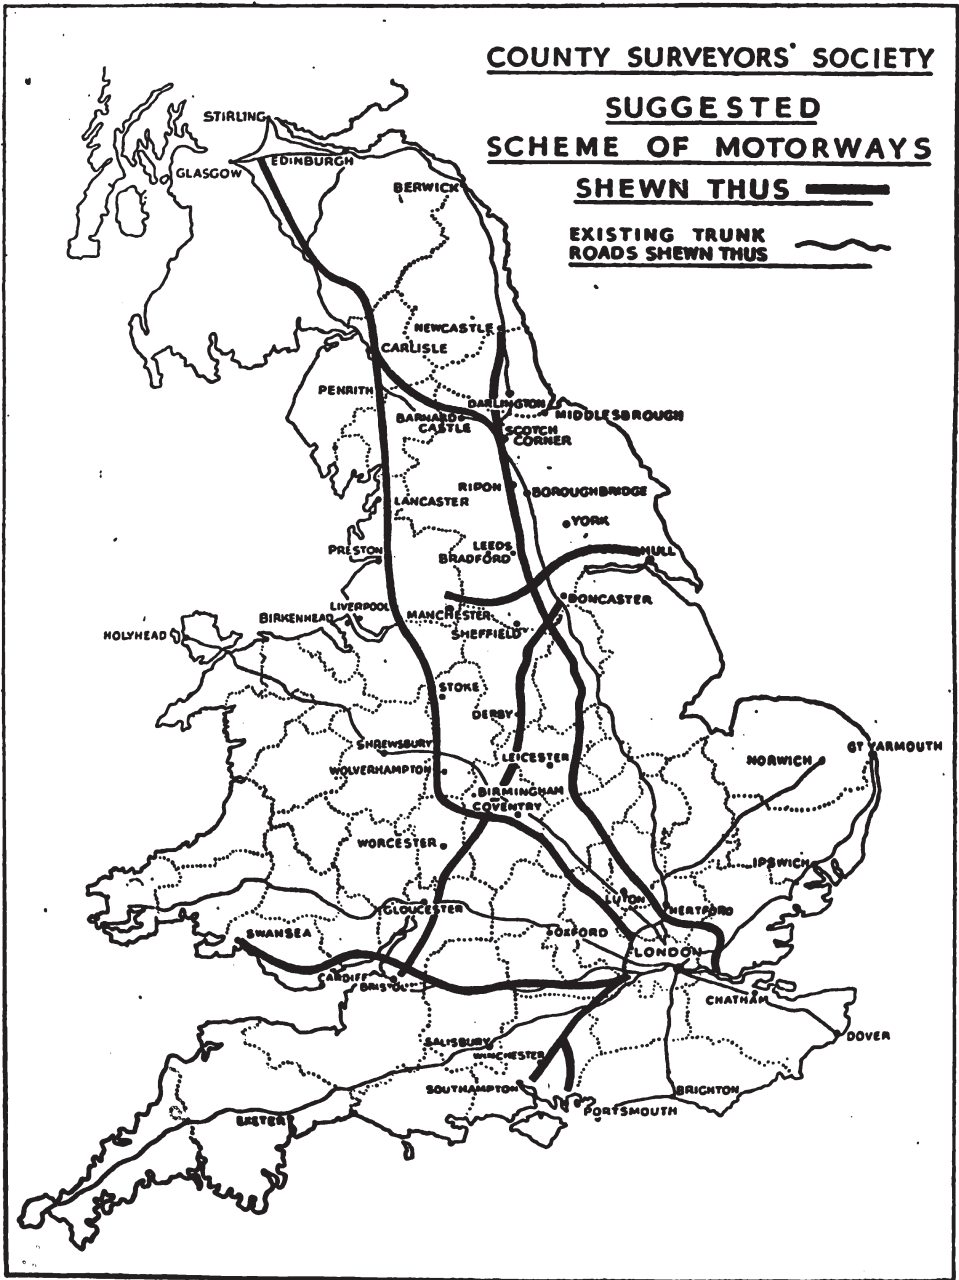 COUNTY SURVEYORS' SOCIETY
SUGGESTED
SCHEME OF MOTORWAYS
SHEWN THUS
EXISTING TRUNK
ROADS SHEWN THUS
STIRLING
EDINBURGH
GLASGOW
BERWICK
NEWCASTLE
CARLISLE
PENRITH
DARLINGTON
MIDDLESBROUGH
BARNARD
CASTLE
SCOTCH
CORNER
RIPON
BOROUGHBRIDGE
LANCASTER
YORK
PRESTON
LEEDS
BRADFORD
HULL
DONCASTER
LIVERPOOL
MANCHESTER
BIRKENHEAD
SHEFFIELD
HOLYHEAD
STOKE
DERBY
SHREWSBURY
LEICESTER
NORWICH
GT YARMOUTH
WOLVERHAMPTON
BIRMINGHAM
COVENTRY
WORCESTER
IPSWICH
LUTON
GLOUCESTER
HERTFORD
SWANSEA
OXFORD
LONDON
CARDIFF
BRISTOL
CHATHAM
DOVER
SALISBURY
WINCHESTER
SOUTHAMPTON
BRIGHTON
PORTSMOUTH
EXETER